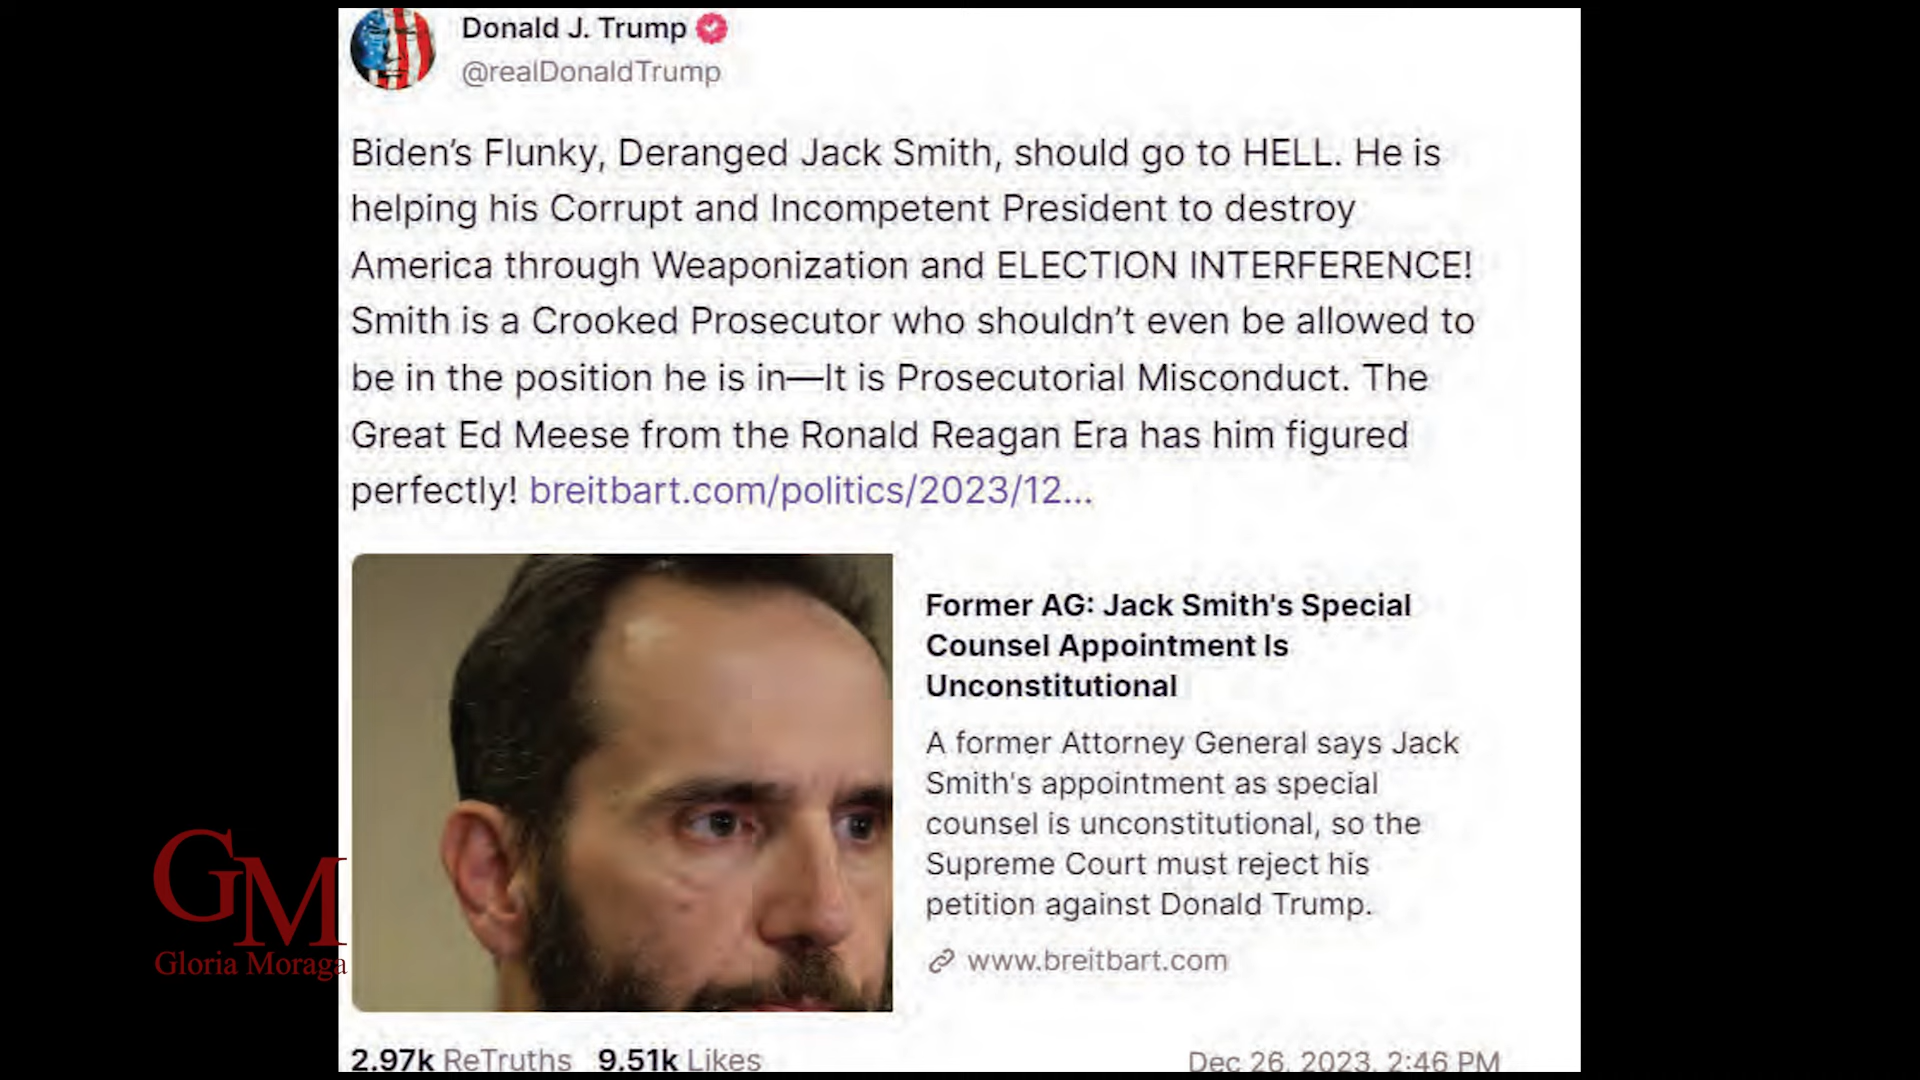 Donald J. Trump
@realDonaldTrump
Biden's Flunky, Deranged Jack Smith, should go to HELL. He is
helping his Corrupt and Incompetent President to destroy
America through Weaponization and ELECTION INTERFERENCE!
Smith is a Crooked Prosecutor who shouldn't even be allowed to
be in the position he is in—It is Prosecutorial Misconduct. The
Great Ed Meese from the Ronald Reagan Era has him figured
perfectly! breitbart.com/politics/2023/12...
Former AG: Jack Smith's Special
Counsel Appointment Is
Unconstitutional
A former Attorney General says Jack
Smith's appointment as special
counsel is unconstitutional, so the
Supreme Court must reject his
petition against Donald Trump.
www.breitbart.com
GM
Gloria Moraga
2.97k ReTruths 9.51k Likes
Dec 26, 2023, 2:46 PM